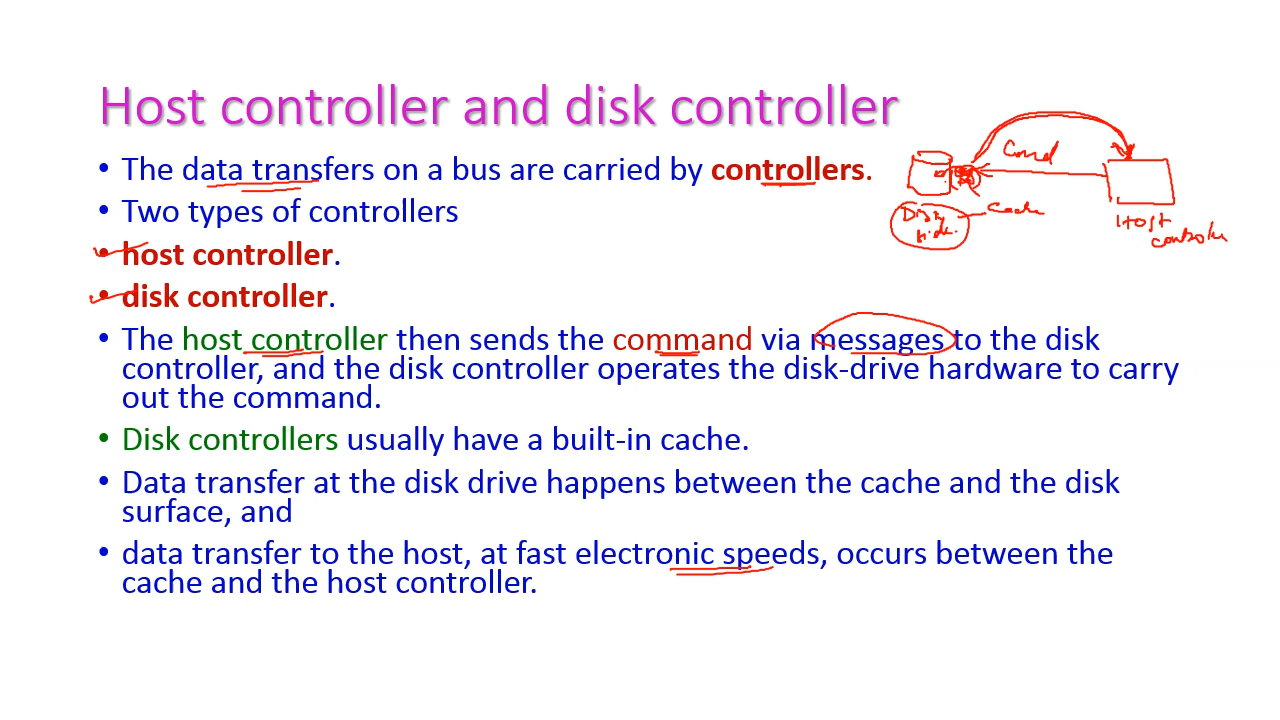 Host controller and disk controller
• The data transfers on a bus are carried by controllers.
• Two types of controllers
• host controller.
• disk controller.
• The host controller then sends the command via messages to the disk
controller, and the disk controller operates the disk-drive hardware to carry
out the command.
• Disk controllers usually have a built-in cache.
• Data transfer at the disk drive happens between the cache and the disk
surface, and
• data transfer to the host, at fast electronic speeds, occurs between the
cache and the host controller.
Cache
Host